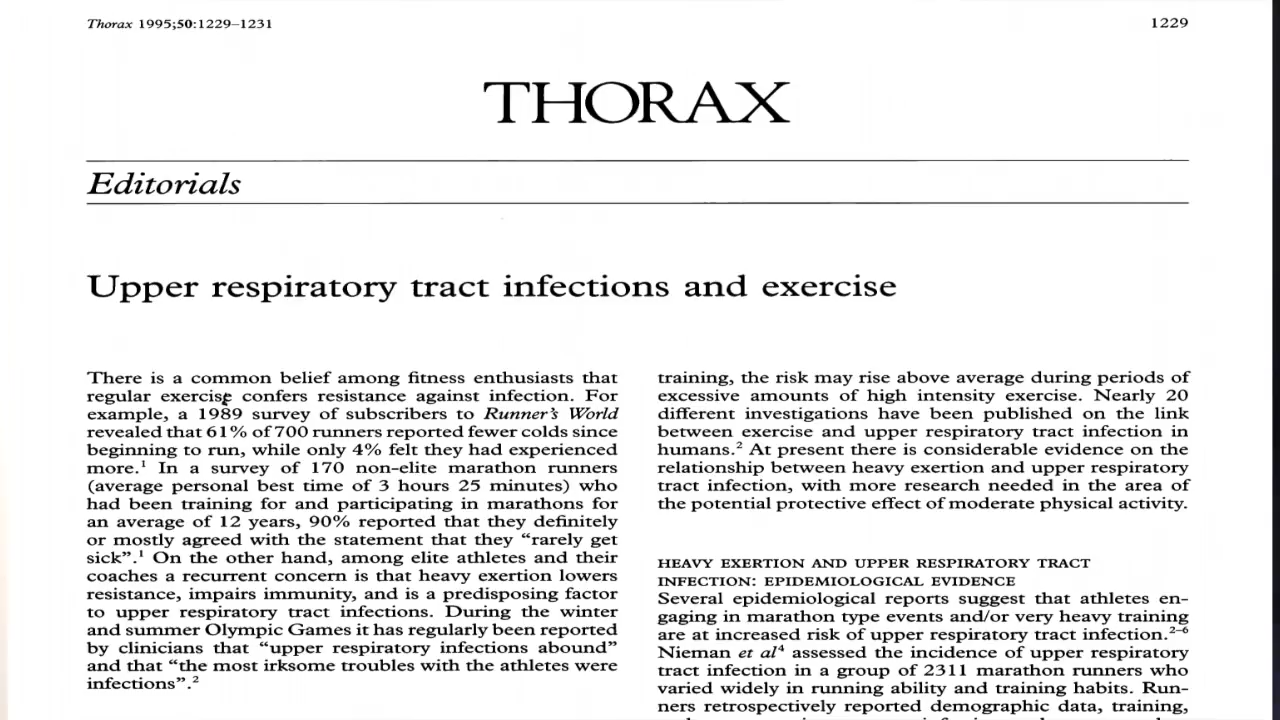 Thorax 1995;50:1229–1231
1229
THORAX
Editorials
Upper respiratory tract infections and exercise
There is a common belief among fitness enthusiasts that
regular exercise confers resistance against infection. For
example, a 1989 survey of subscribers to Runner's World
revealed that 61% of 700 runners reported fewer colds since
beginning to run, while only 4% felt they had experienced
more.¹ In a survey of 170 non-elite marathon runners
(average personal best time of 3 hours 25 minutes) who
had been training for and participating in marathons for
an average of 12 years, 90% reported that they definitely
or mostly agreed with the statement that they “rarely get
sick”.¹ On the other hand, among elite athletes and their
coaches a recurrent concern is that heavy exertion lowers
resistance, impairs immunity, and is a predisposing factor
to upper respiratory tract infections. During the winter
and summer Olympic Games it has regularly been reported
by clinicians that “upper respiratory infections abound”
and that “the most irksome troubles with the athletes were
infections”.²
training, the risk may rise above average during periods of
excessive amounts of high intensity exercise. Nearly 20
different investigations have been published on the link
between exercise and upper respiratory tract infection in
humans.² At present there is considerable evidence on the
relationship between heavy exertion and upper respiratory
tract infection, with more research needed in the area of
the potential protective effect of moderate physical activity.
HEAVY EXERTION AND UPPER RESPIRATORY TRACT
INFECTION: EPIDEMIOLOGICAL EVIDENCE
Several epidemiological reports suggest that athletes en-
gaging in marathon type events and/or very heavy training
are at increased risk of upper respiratory tract infection.²⁻⁶
Nieman et al⁴ assessed the incidence of upper respiratory
tract infection in a group of 2311 marathon runners who
varied widely in running ability and training habits. Run-
ners retrospectively reported demographic data, training,